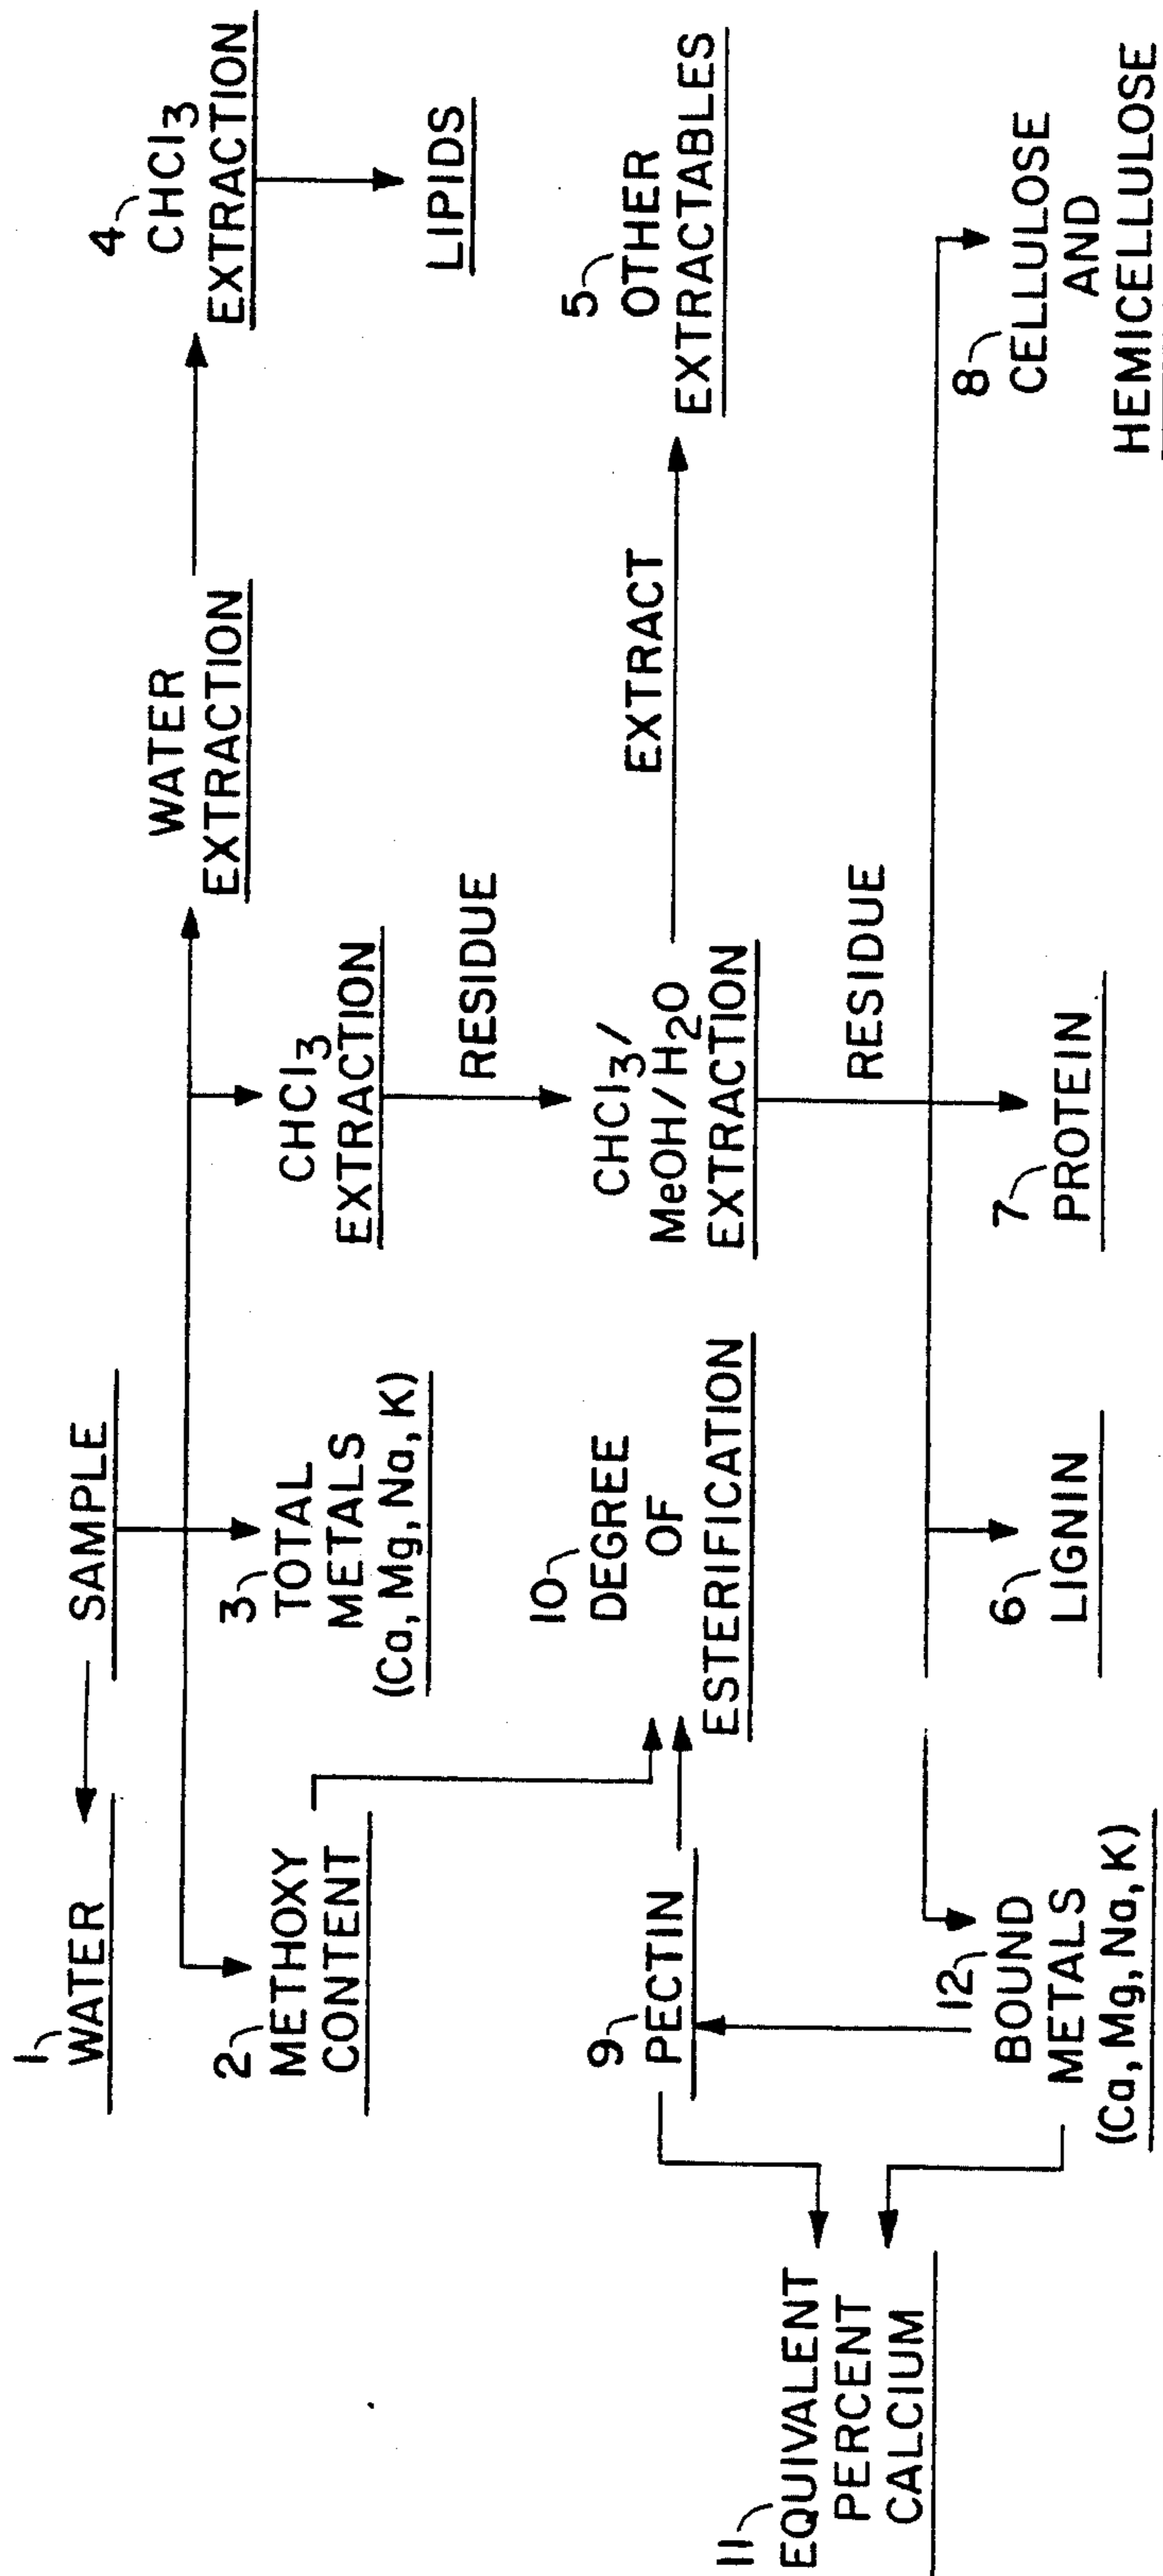 1
WATER
SAMPLE
2
METHOXY
CONTENT
3
TOTAL
METALS
(Ca, Mg, Na, K)
CHCl3
EXTRACTION
WATER
EXTRACTION
4
CHCl3
EXTRACTION
LIPIDS
RESIDUE
9
PECTIN
10
DEGREE
OF
ESTERIFICATION
CHCl3/
MeOH/H2O
EXTRACTION
EXTRACT
5
OTHER
EXTRACTABLES
RESIDUE
11
EQUIVALENT
PERCENT
CALCIUM
12
BOUND
METALS
(Ca, Mg, Na, K)
6
LIGNIN
7
PROTEIN
8
CELLULOSE
AND
HEMICELLULOSE